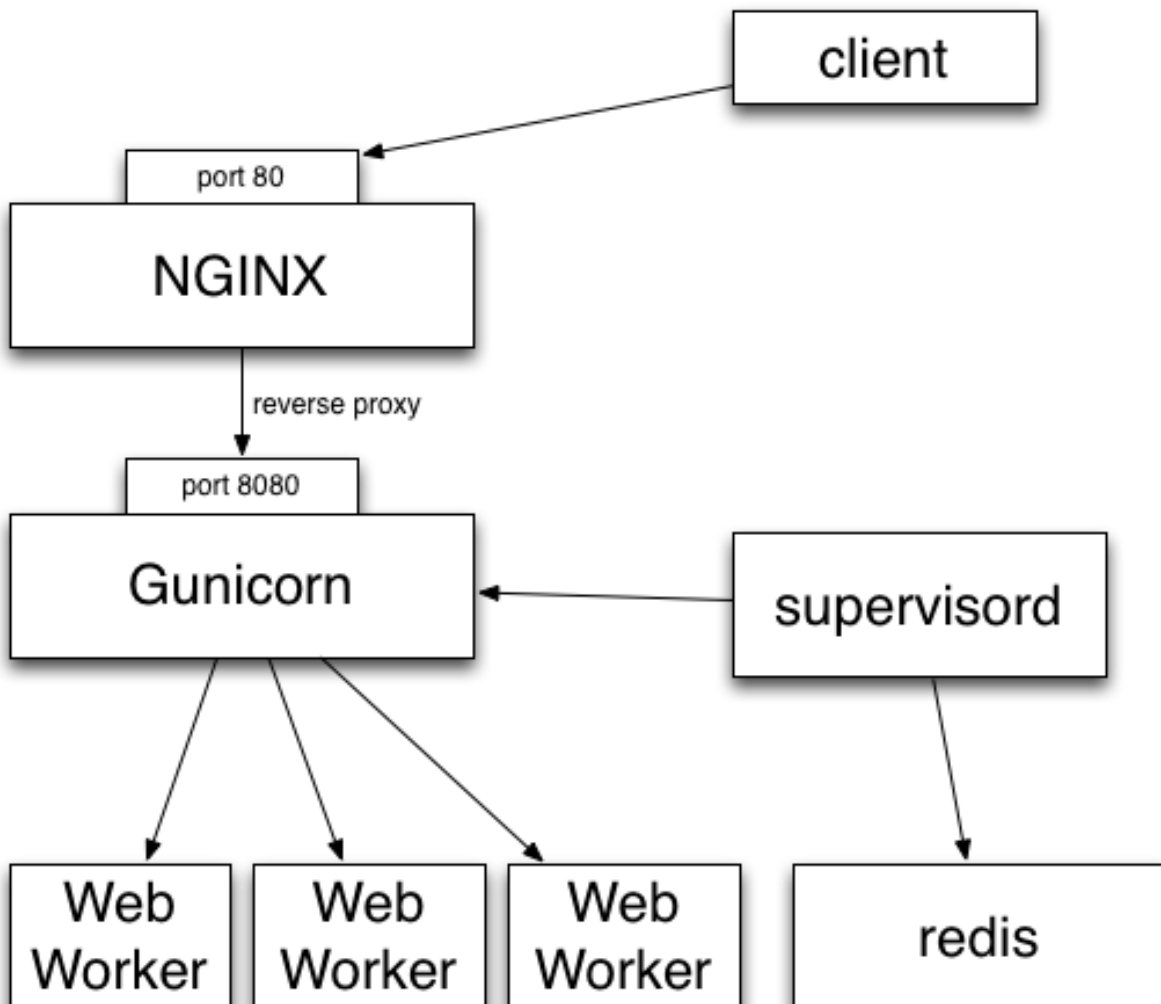 client
port 80
NGINX
reverse proxy
port 8080
Gunicorn
supervisord
Web
Worker
Web
Worker
Web
Worker
redis